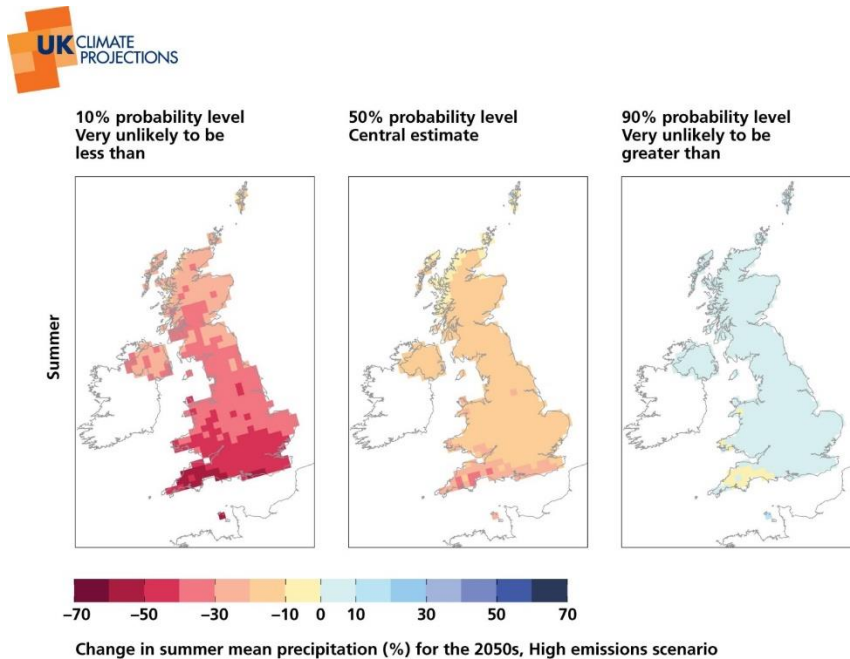 UK CLIMATE
PROJECTIONS
10% probability level
Very unlikely to be
less than
50% probability level
Central estimate
90% probability level
Very unlikely to be
greater than
Summer
–70 –50 –30 –10 0 10 30 50 70
Change in summer mean precipitation (%) for the 2050s, High emissions scenario